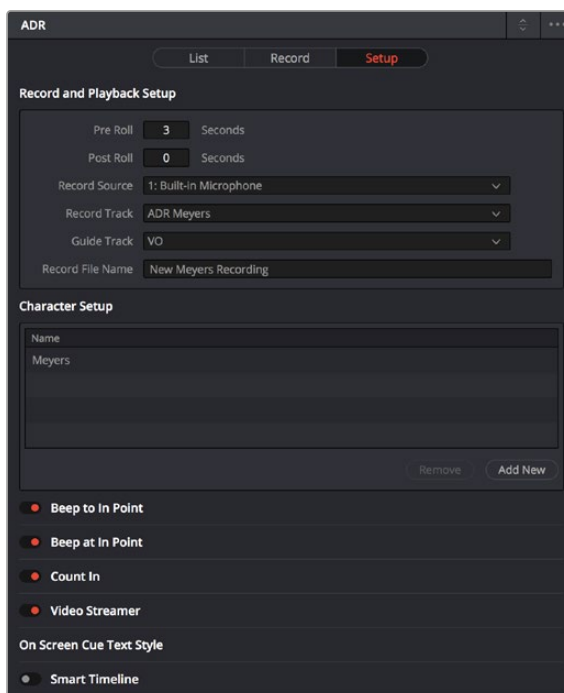 ADR
List Record Setup
Record and Playback Setup
Pre Roll 3 Seconds
Post Roll 0 Seconds
Record Source 1: Built-in Microphone
Record Track ADR Meyers
Guide Track VO
Record File Name New Meyers Recording
Character Setup
Name
Meyers
Remove Add New
Beep to In Point
Beep at In Point
Count In
Video Streamer
On Screen Cue Text Style
Smart Timeline